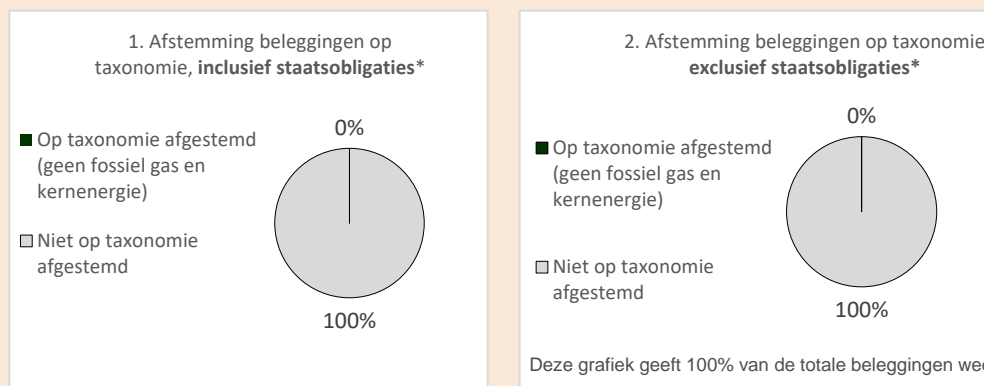 1. Afstemming beleggingen op
taxonomie, inclusief staatsobligaties*
Op taxonomie afgestemd
(geen fossiel gas en
kernenergie)
Niet op taxonomie
afgestemd
0%
100%
2. Afstemming beleggingen op taxonomie
exclusief staatsobligaties*
Op taxonomie afgestemd
(geen fossiel gas en
kernenergie)
Niet op taxonomie
afgestemd
0%
100%
Deze grafiek geeft 100% van de totale beleggingen